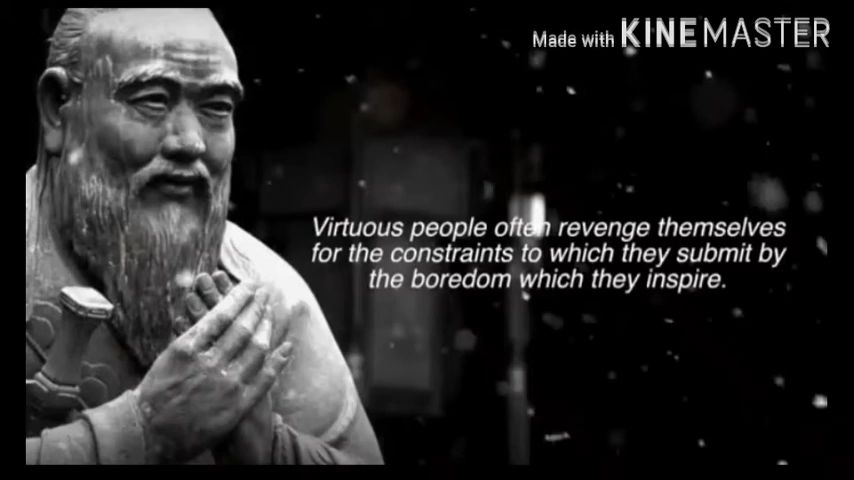 Made with KINEMASTER
Virtuous people often revenge themselves
for the constraints to which they submit by
the boredom which they inspire.